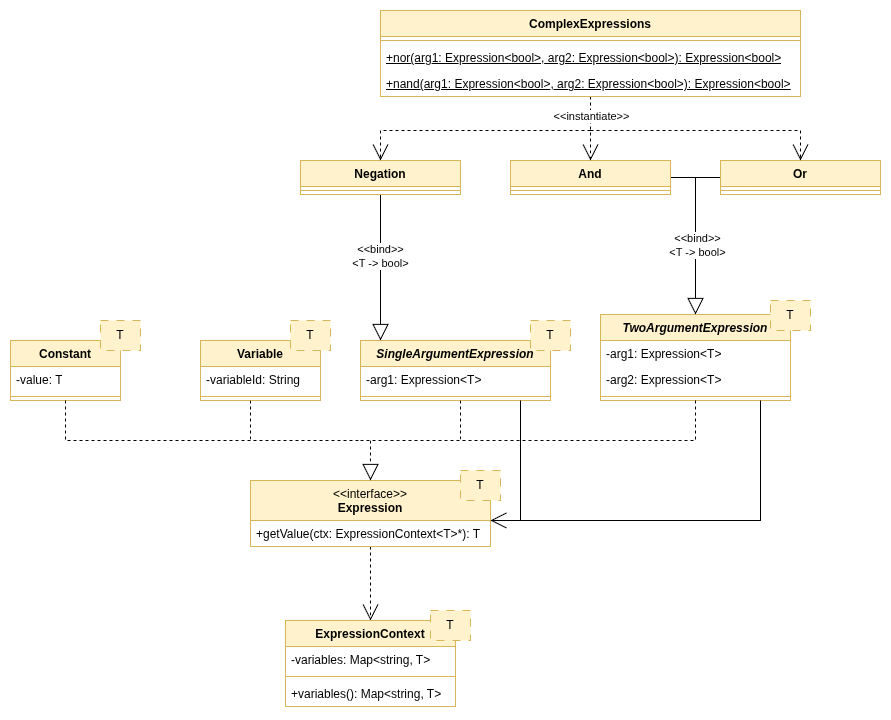 ComplexExpressions
+nor(arg1: Expression<bool>, arg2: Expression<bool>): Expression<bool>
+nand(arg1: Expression<bool>, arg2: Expression<bool>): Expression<bool>
<<instantiate>>
Negation
And
Or
<<bind>>
<T -> bool>
<<bind>>
<T -> bool>
T
Constant
-value: T
T
Variable
-variableId: String
T
SingleArgumentExpression
-arg1: Expression<T>
T
TwoArgumentExpression
-arg1: Expression<T>
-arg2: Expression<T>
T
<<interface>>
Expression
+getValue(ctx: ExpressionContext<T>*): T
T
ExpressionContext
-variables: Map<string, T>
+variables(): Map<string, T>